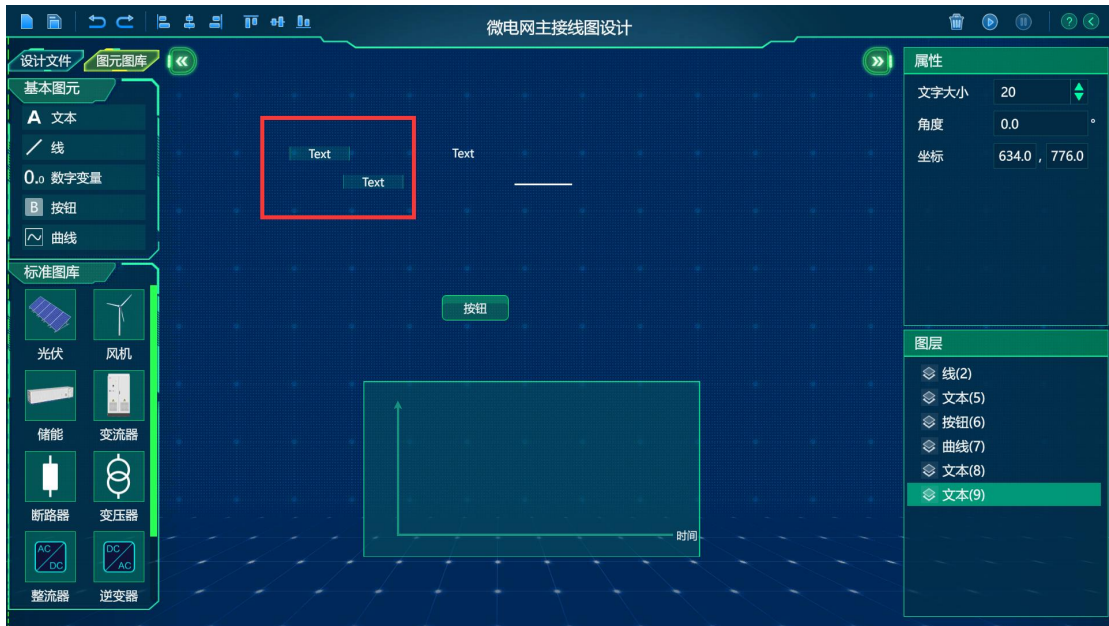 微电网主接线图设计
设计文件 图元图库
基本图元
A 文本
线
0.0 数字变量
B 按钮
曲线
标准图库
光伏 风机
储能 变流器
断路器 变压器
AC DC DC AC
整流器 逆变器
Text Text
Text
按钮
时间
属性
文字大小 20
角度 0.0 °
坐标 634.0 , 776.0
图层
线(2)
文本(5)
按钮(6)
曲线(7)
文本(8)
文本(9)